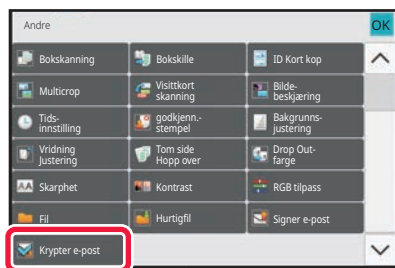 Andre
OK
Bokskanning
Bokskille
ID Kort kop
Multicrop
Visittkort
skanning
Bilde-
beskjæring
Tids-
innstilling
godkjenn.-
stempel
Bakgrunns-
justering
Vridning
Justering
Tom side
Hopp over
Drop Out-
farge
Skarphet
Kontrast
RGB tilpass
Fil
Hurtigfil
Signer e-post
Krypter e-post